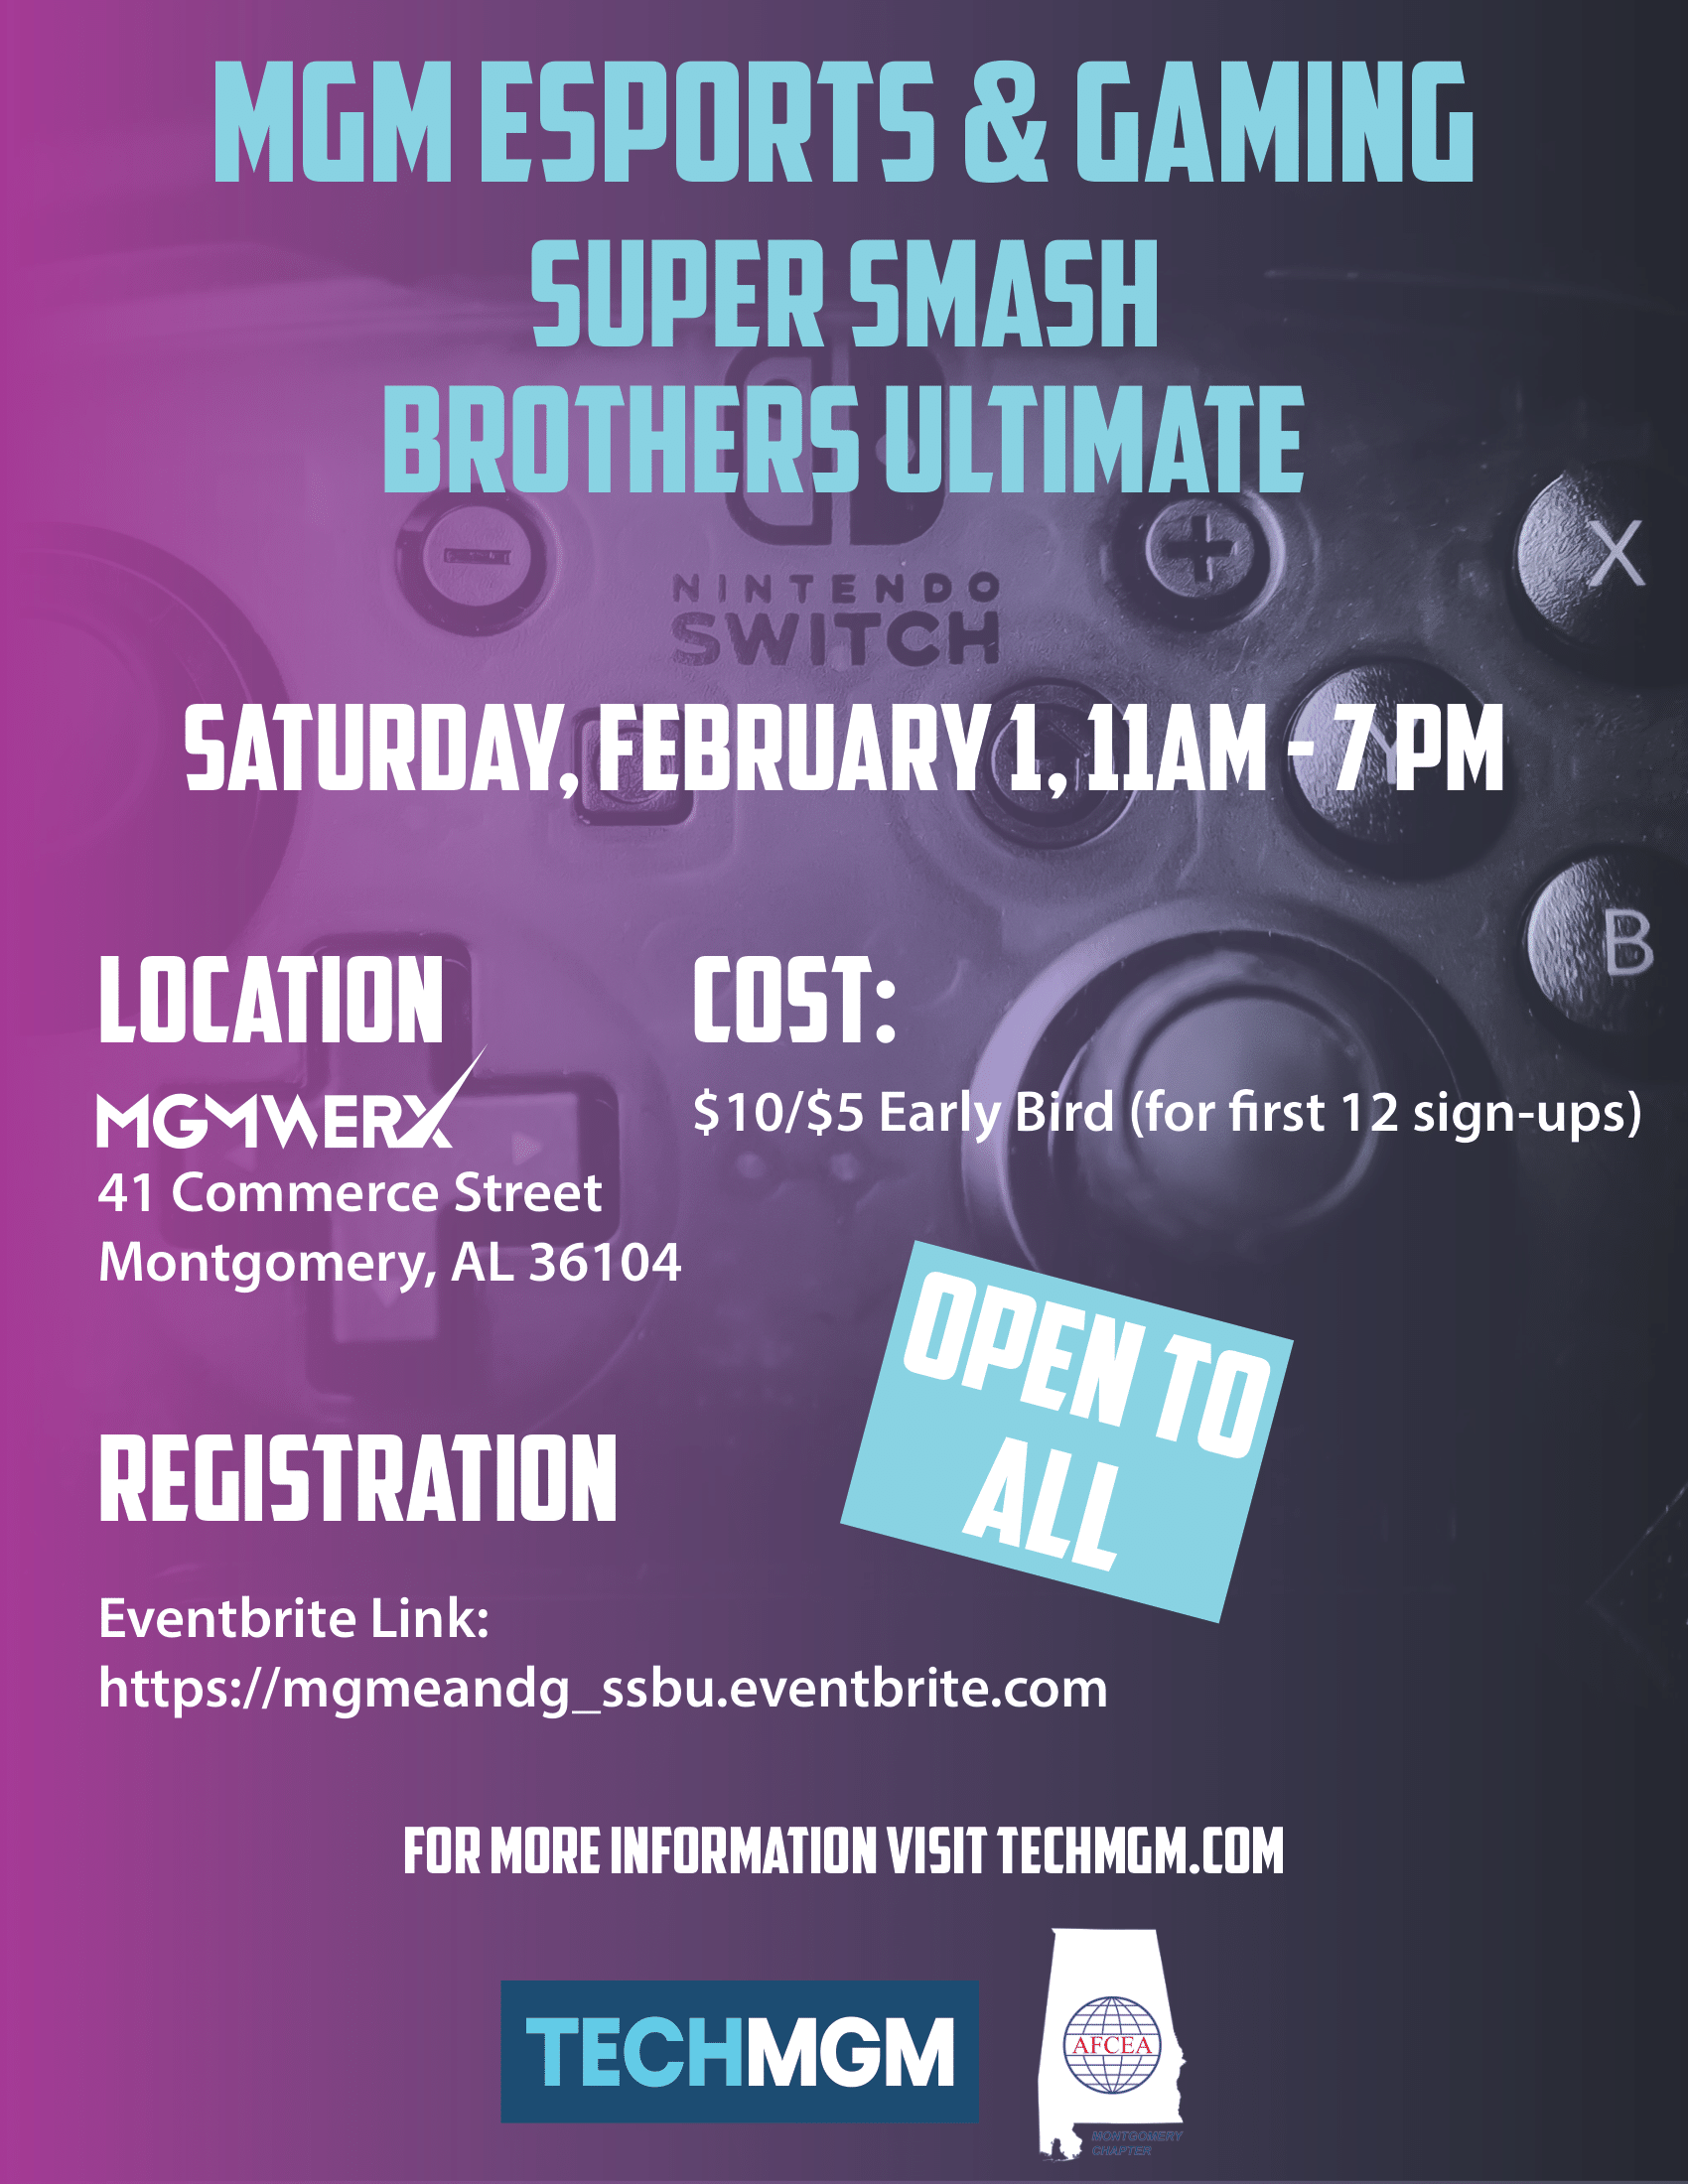 MGM ESPORTS & GAMING
SUPER SMASH
BROTHERS ULTIMATE
NINTENDO
SWITCH
X
SATURDAY, FEBRUARY 1, 11AM - 7 PM
Y
B
LOCATION
MGMWERX
41 Commerce Street
Montgomery, AL 36104
COST:
$10/$5 Early Bird (for first 12 sign-ups)
OPEN TO
ALL
REGISTRATION
Eventbrite Link:
https://mgmeandg_ssbu.eventbrite.com
FOR MORE INFORMATION VISIT TECHMGM.COM
TECHMGM
AFCEA
MONTGOMERY
CHAPTER